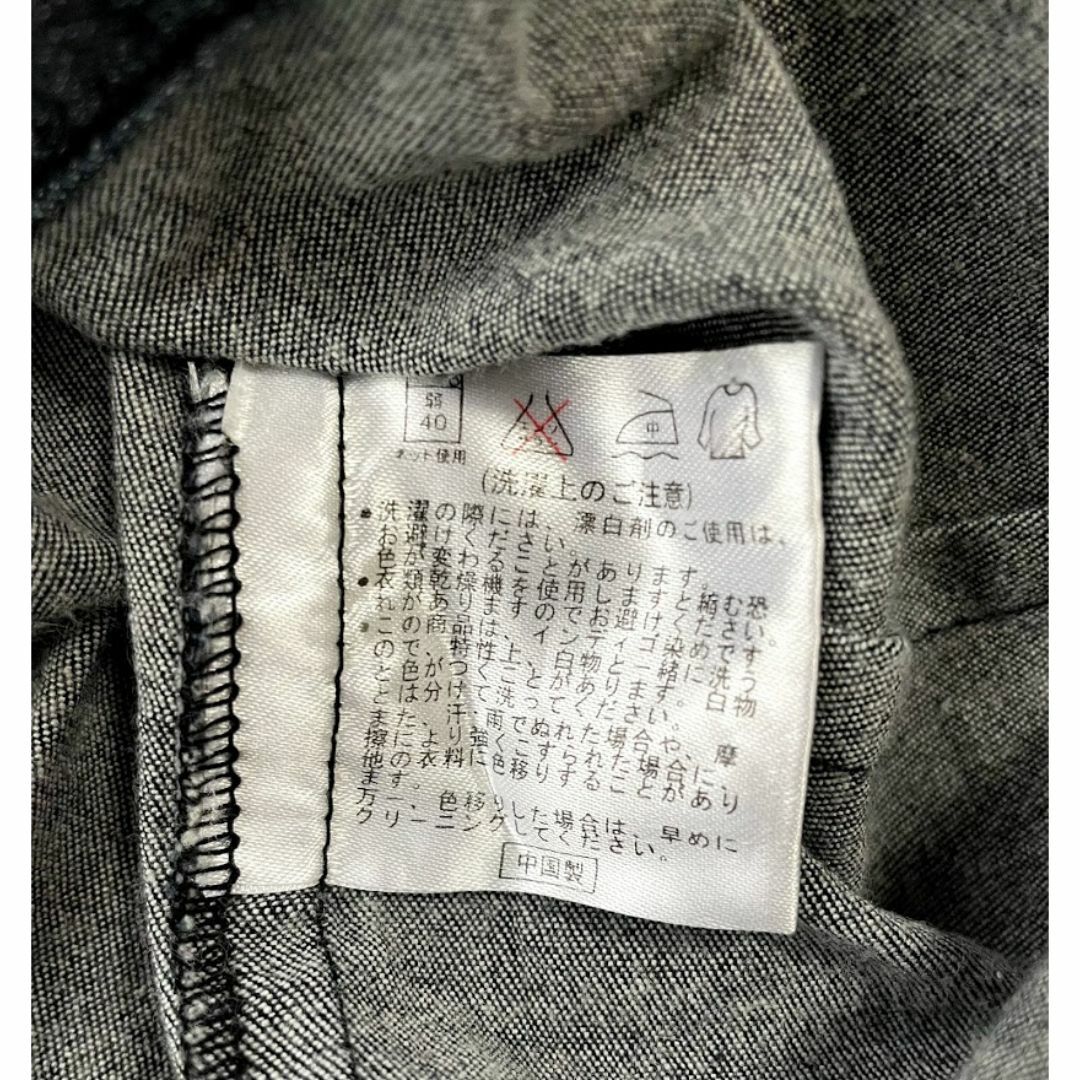 弱
40
ネット使用
中
(洗濯上のご注意)
●洗濯の際には、漂白剤のご使用は、
お避けください。
色が変わることがあります。
●衣類乾燥機を使用しますと縮む恐
れがありますのでお避けください。
●この商品は、インディゴ染めです
ので、特性上、白物と一緒に洗う
と色がつくことがあります。白物
とは分けて洗ってください。
また、汗、雨でぬれた場合や、摩
擦により強くこすられた場合に、
他の衣料に色移りすることがあり
ます。
万一、色移りした場合は、早めに
クリーニングしてください。
中国製